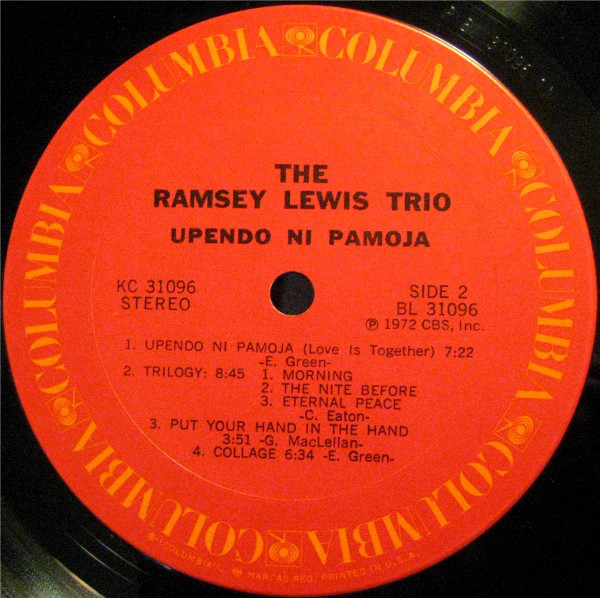 COLUMBIA COLUMBIA COLUMBIA COLUMBIA COLUMBIA COLUMBIA
THE
RAMSEY LEWIS TRIO
UPENDO NI PAMOJA
KC 31096
STEREO
SIDE 2
BL 31096
℗ 1972 CBS, Inc.
1. UPENDO NI PAMOJA (Love Is Together) 7:22
-E. Green-
2. TRILOGY: 8:45 1. MORNING
2. THE NITE BEFORE
3. ETERNAL PEACE
-C. Eaton-
3. PUT YOUR HAND IN THE HAND
3:51 -G. MacLellan-
4. COLLAGE 6:34 -E. Green-
"COLUMBIA", MARCAS REG. PRINTED IN U.S.A.